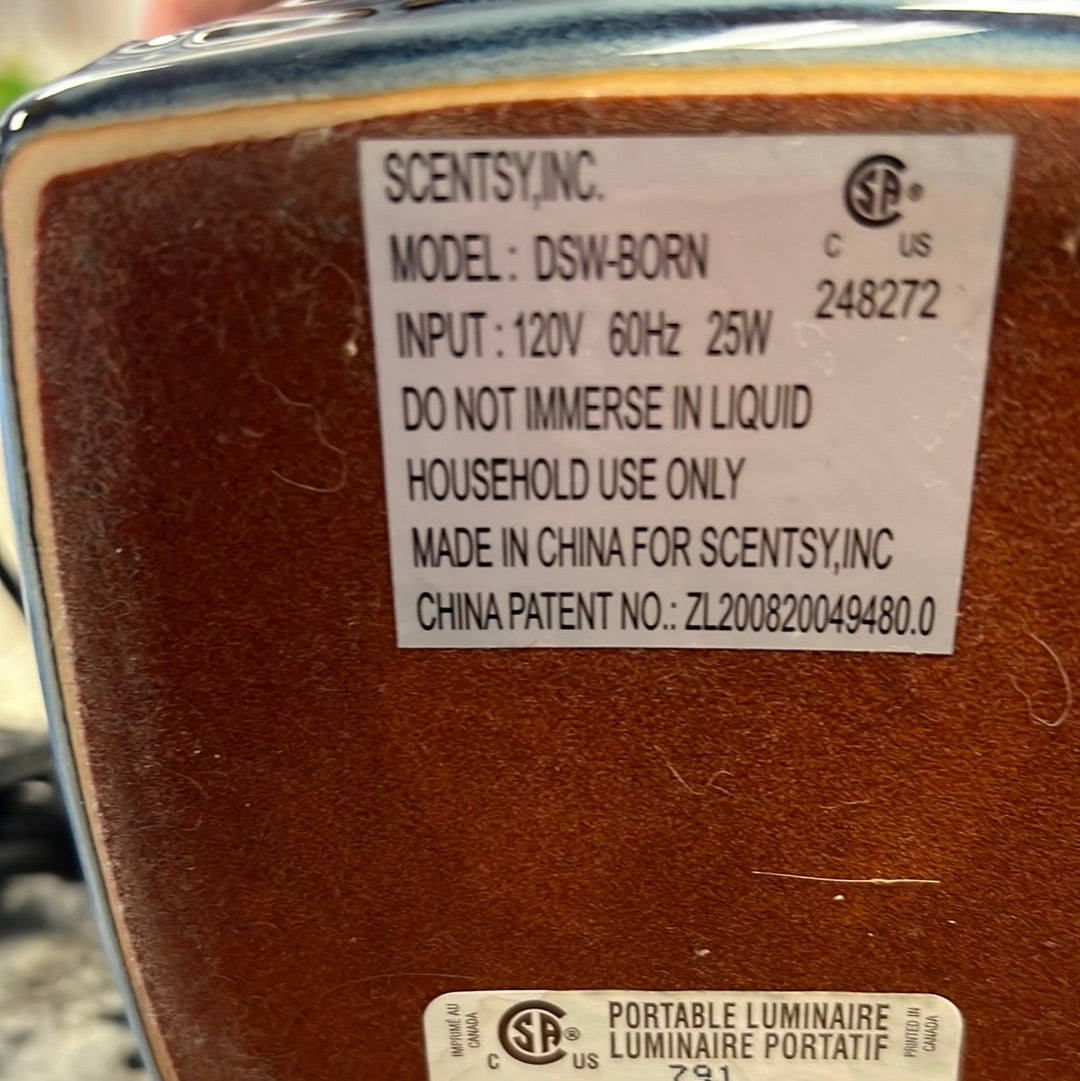 SCENTSY,INC.
MODEL: DSW-BORN
INPUT: 120V 60Hz 25W
DO NOT IMMERSE IN LIQUID
HOUSEHOLD USE ONLY
MADE IN CHINA FOR SCENTSY,INC
CHINA PATENT NO.: ZL200820049480.0
SA®
C US
248272
IMPRIMÉ AU
CANADA
C SA® US
PORTABLE LUMINAIRE
LUMINAIRE PORTATIF
791
PRINTED IN
CANADA